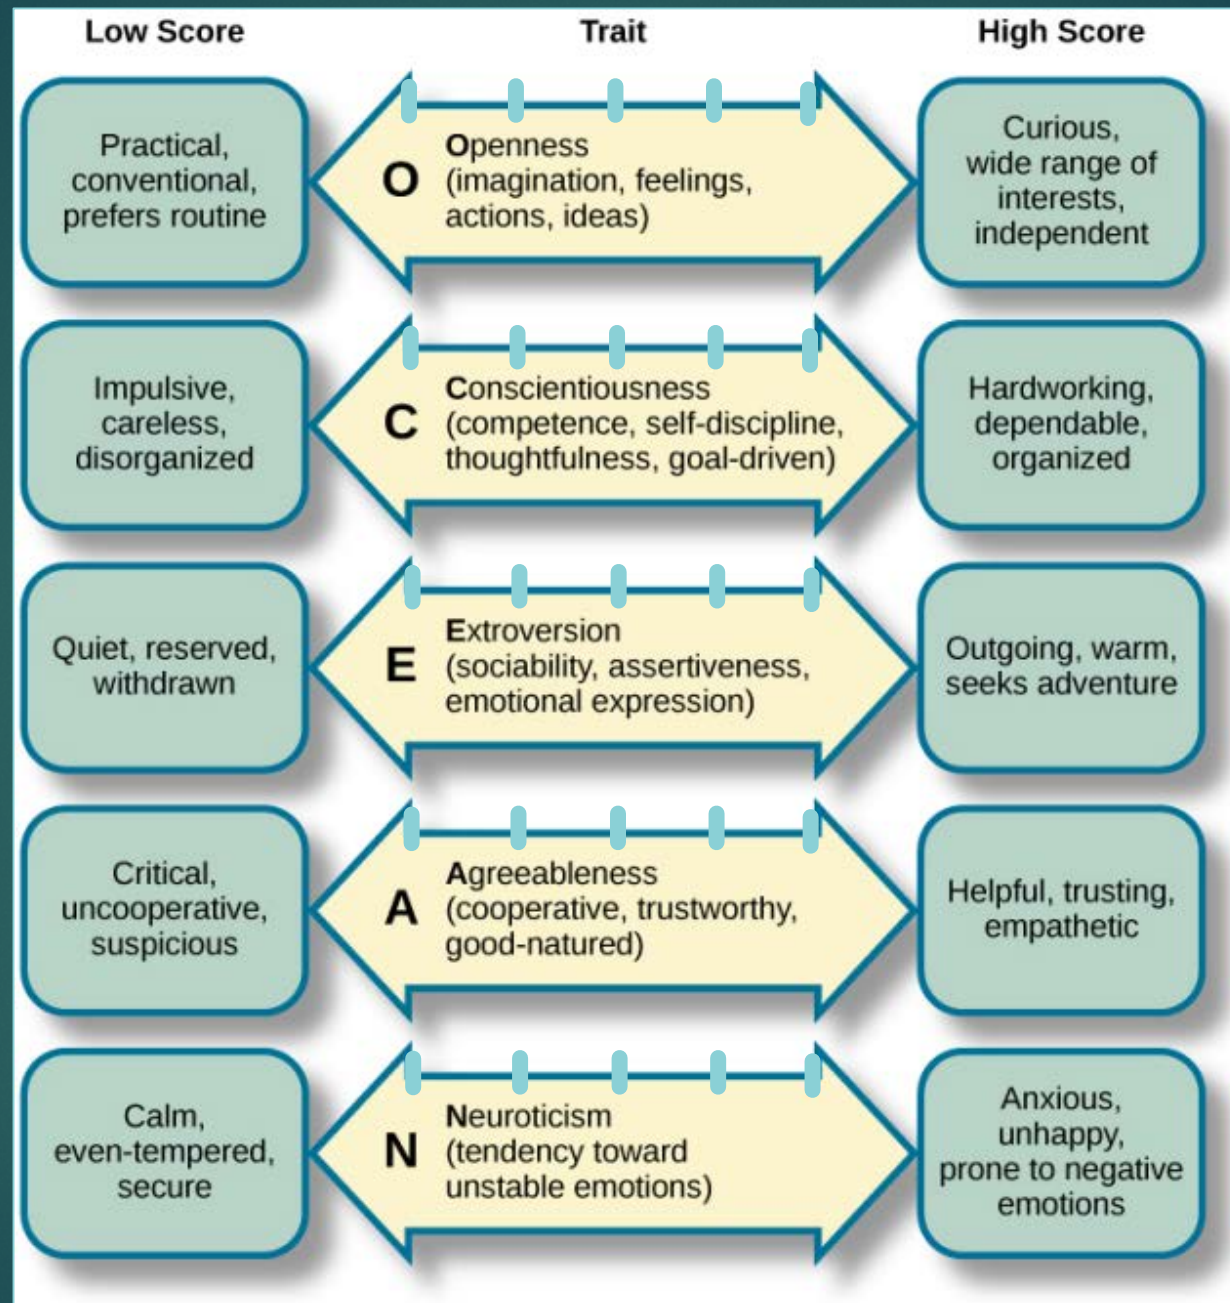 Low Score
Trait
High Score
Practical,
conventional,
prefers routine
O
Openness
(imagination, feelings,
actions, ideas)
Curious,
wide range of
interests,
independent
Impulsive,
careless,
disorganized
C
Conscientiousness
(competence, self-discipline,
thoughtfulness, goal-driven)
Hardworking,
dependable,
organized
Quiet, reserved,
withdrawn
E
Extroversion
(sociability, assertiveness,
emotional expression)
Outgoing, warm,
seeks adventure
Critical,
uncooperative,
suspicious
A
Agreeableness
(cooperative, trustworthy,
good-natured)
Helpful, trusting,
empathetic
Calm,
even-tempered,
secure
N
Neuroticism
(tendency toward
unstable emotions)
Anxious,
unhappy,
prone to negative
emotions